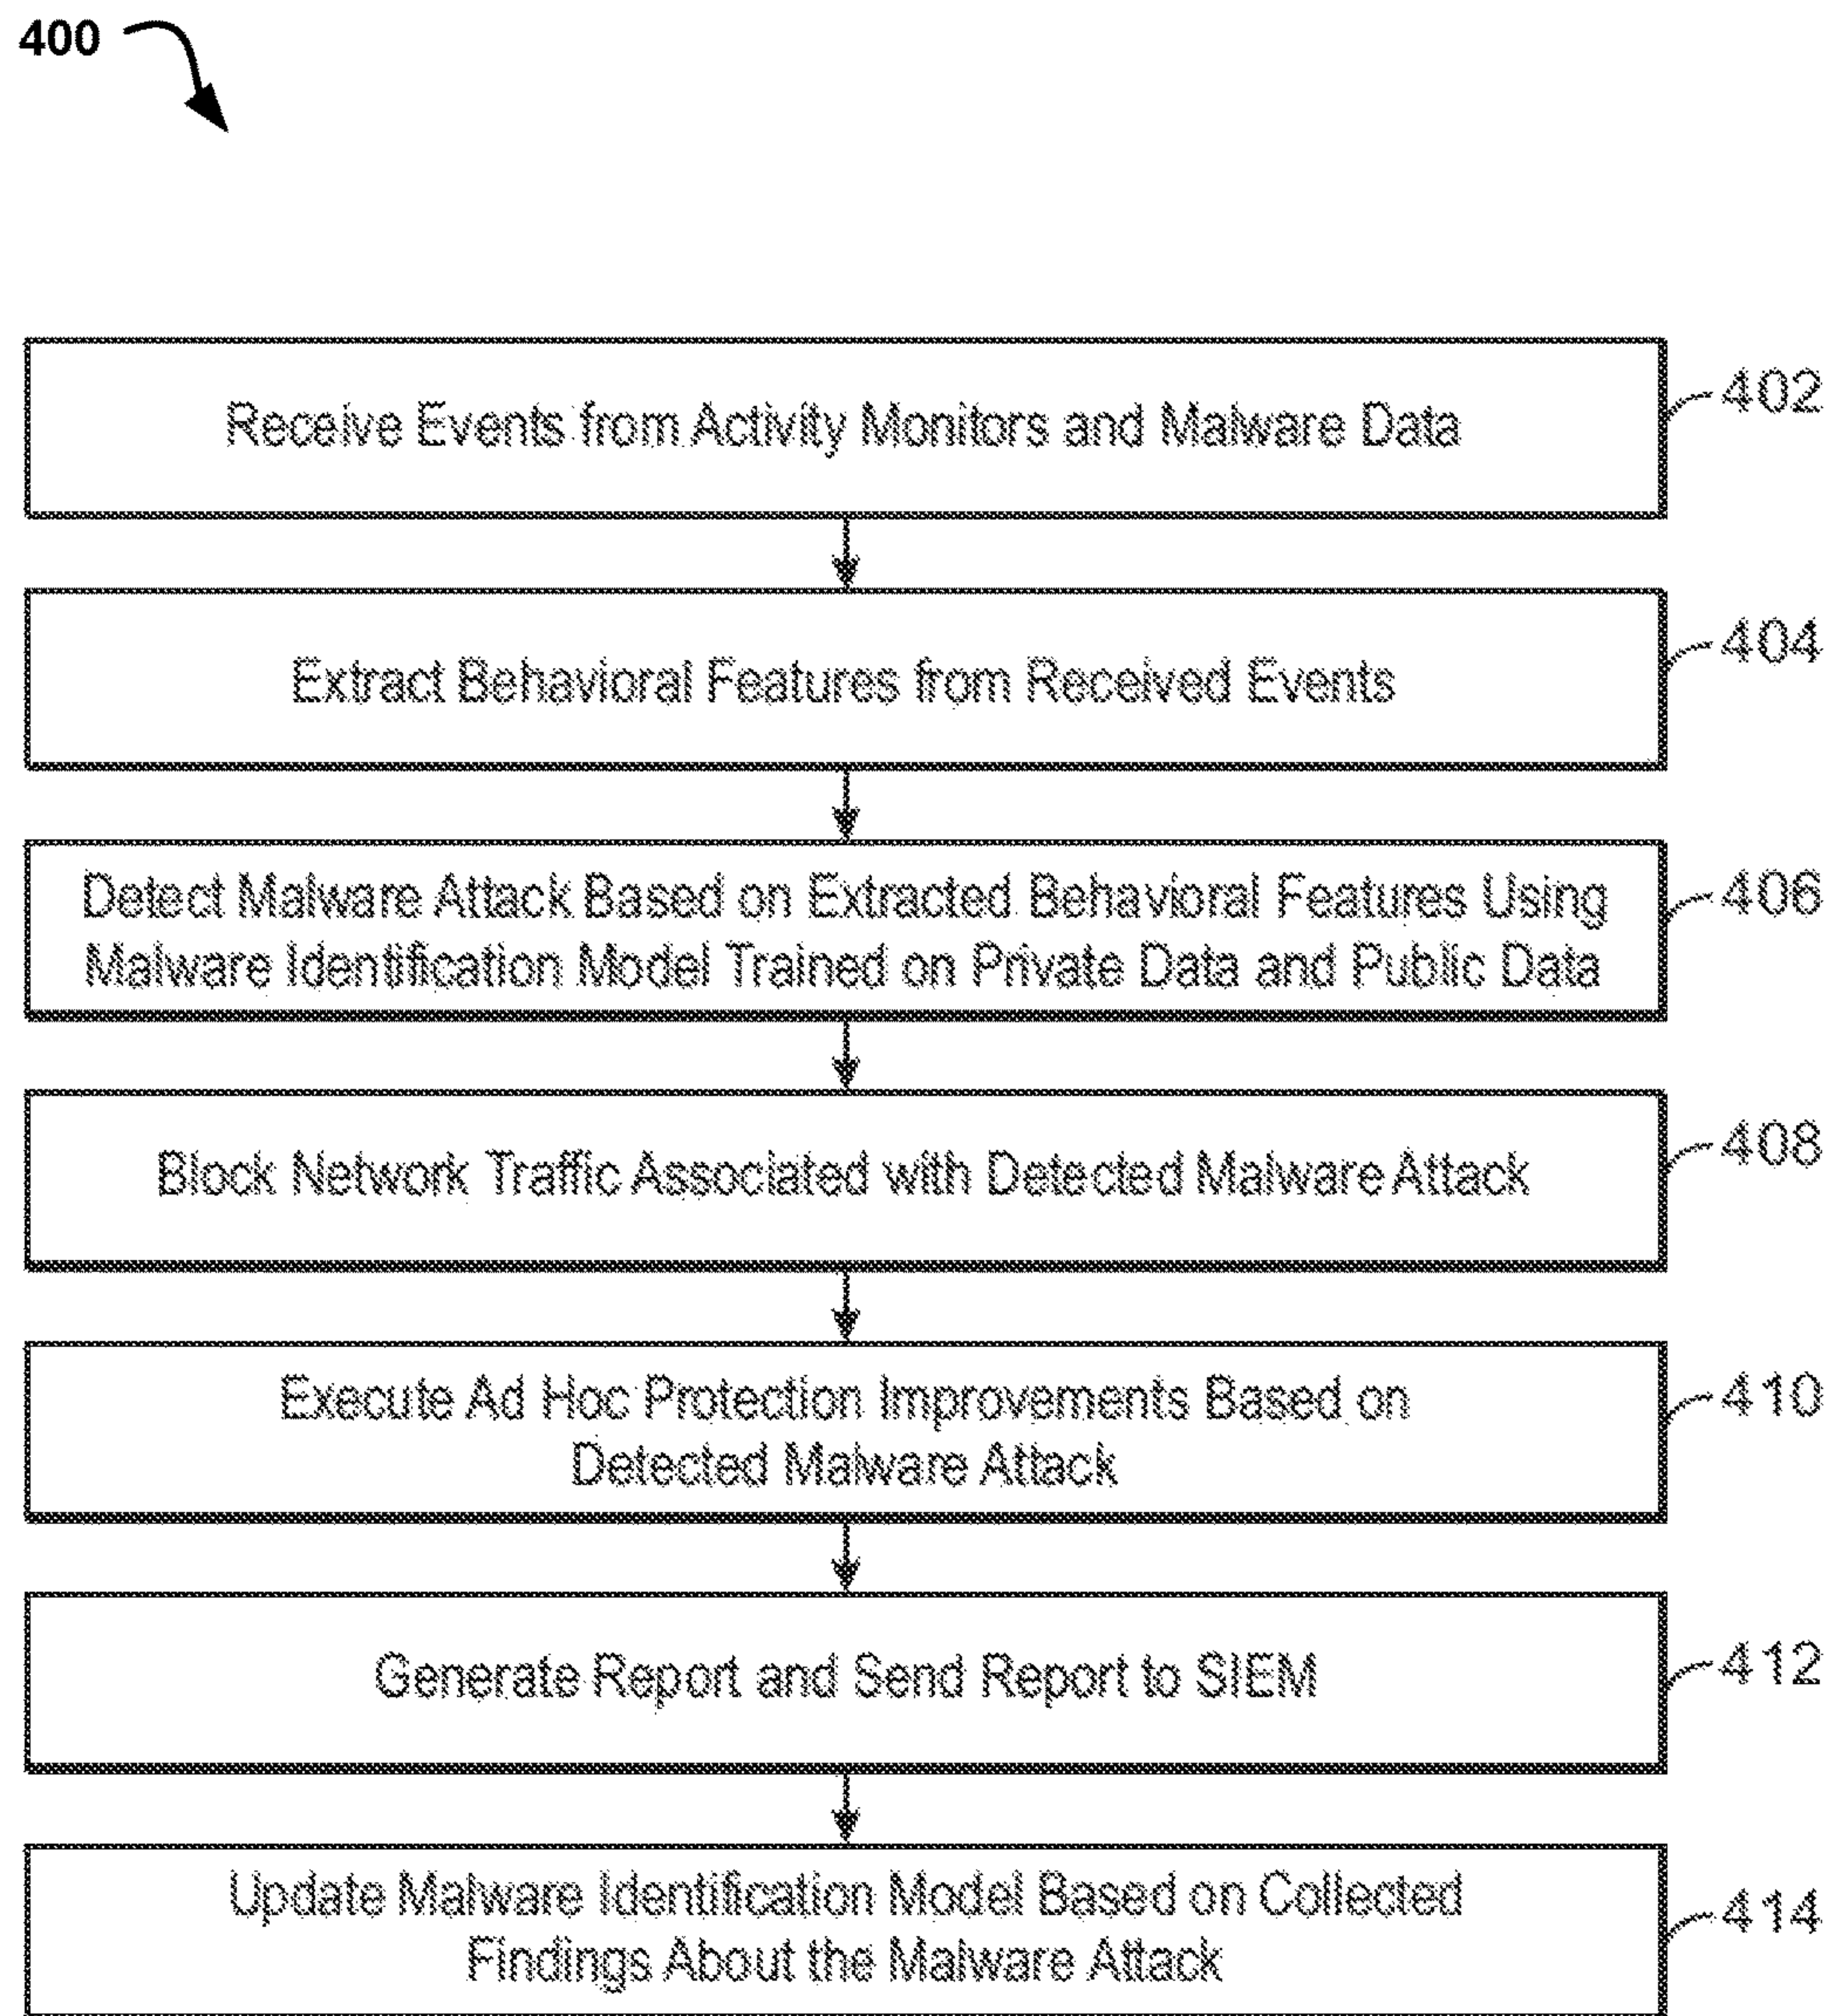 400
Receive Events from Activity Monitors and Malware Data
402
Extract Behavioral Features from Received Events
404
Detect Malware Attack Based on Extracted Behavioral Features Using
Malware Identification Model Trained on Private Data and Public Data
406
Block Network Traffic Associated with Detected Malware Attack
408
Execute Ad Hoc Protection Improvements Based on
Detected Malware Attack
410
Generate Report and Send Report to SIEM
412
Update Malware Identification Model Based on Collected
Findings About the Malware Attack
414